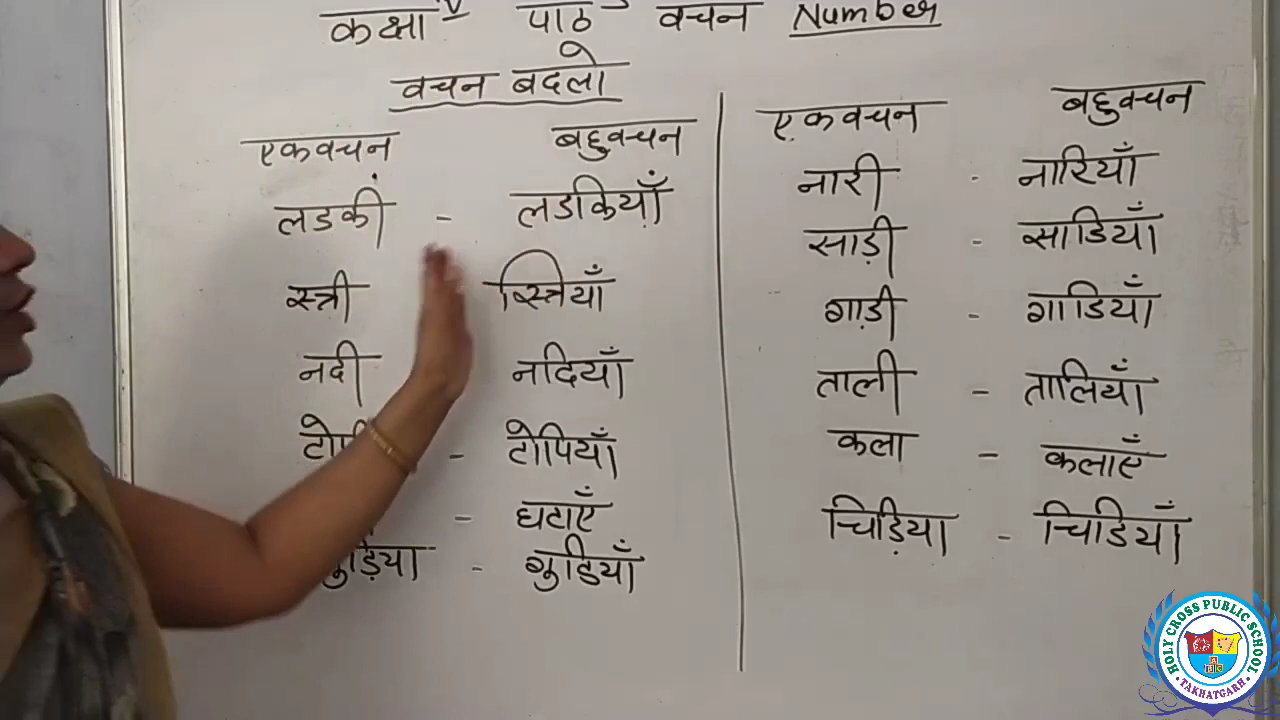 कक्षा V पाठ वचन Number
वचन बदलो
एकवचन बहुवचन
लडकी - लडकियाँ
स्त्री स्त्रियाँ
नदी नदियाँ
टोपी - टोपियाँ
- घटाएँ
गुड़िया - गुडियाँ
एकवचन बहुवचन
नारी - नारियाँ
साड़ी - साडियाँ
गाड़ी - गाडियाँ
ताली - तालियाँ
कला - कलाएँ
चिड़िया - चिडियाँ
HOLY CROSS PUBLIC SCHOOL
TAKHATGARH